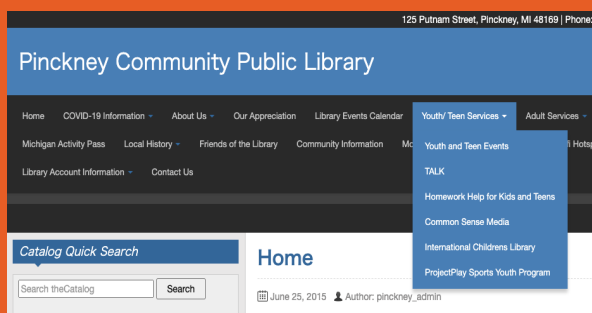 125 Putnam Street, Pinckney, MI 48169 | Phone:
Pinckney Community Public Library
Home COVID-19 Information About Us Our Appreciation Library Events Calendar Youth/ Teen Services Adult Services
Michigan Activity Pass Local History Friends of the Library Community Information
Library Account Information Contact Us
Youth and Teen Events
TALK
Homework Help for Kids and Teens
Common Sense Media
International Childrens Library
ProjectPlay Sports Youth Program
Catalog Quick Search
Search theCatalog Search
Home
June 25, 2015 Author: pinckney_admin